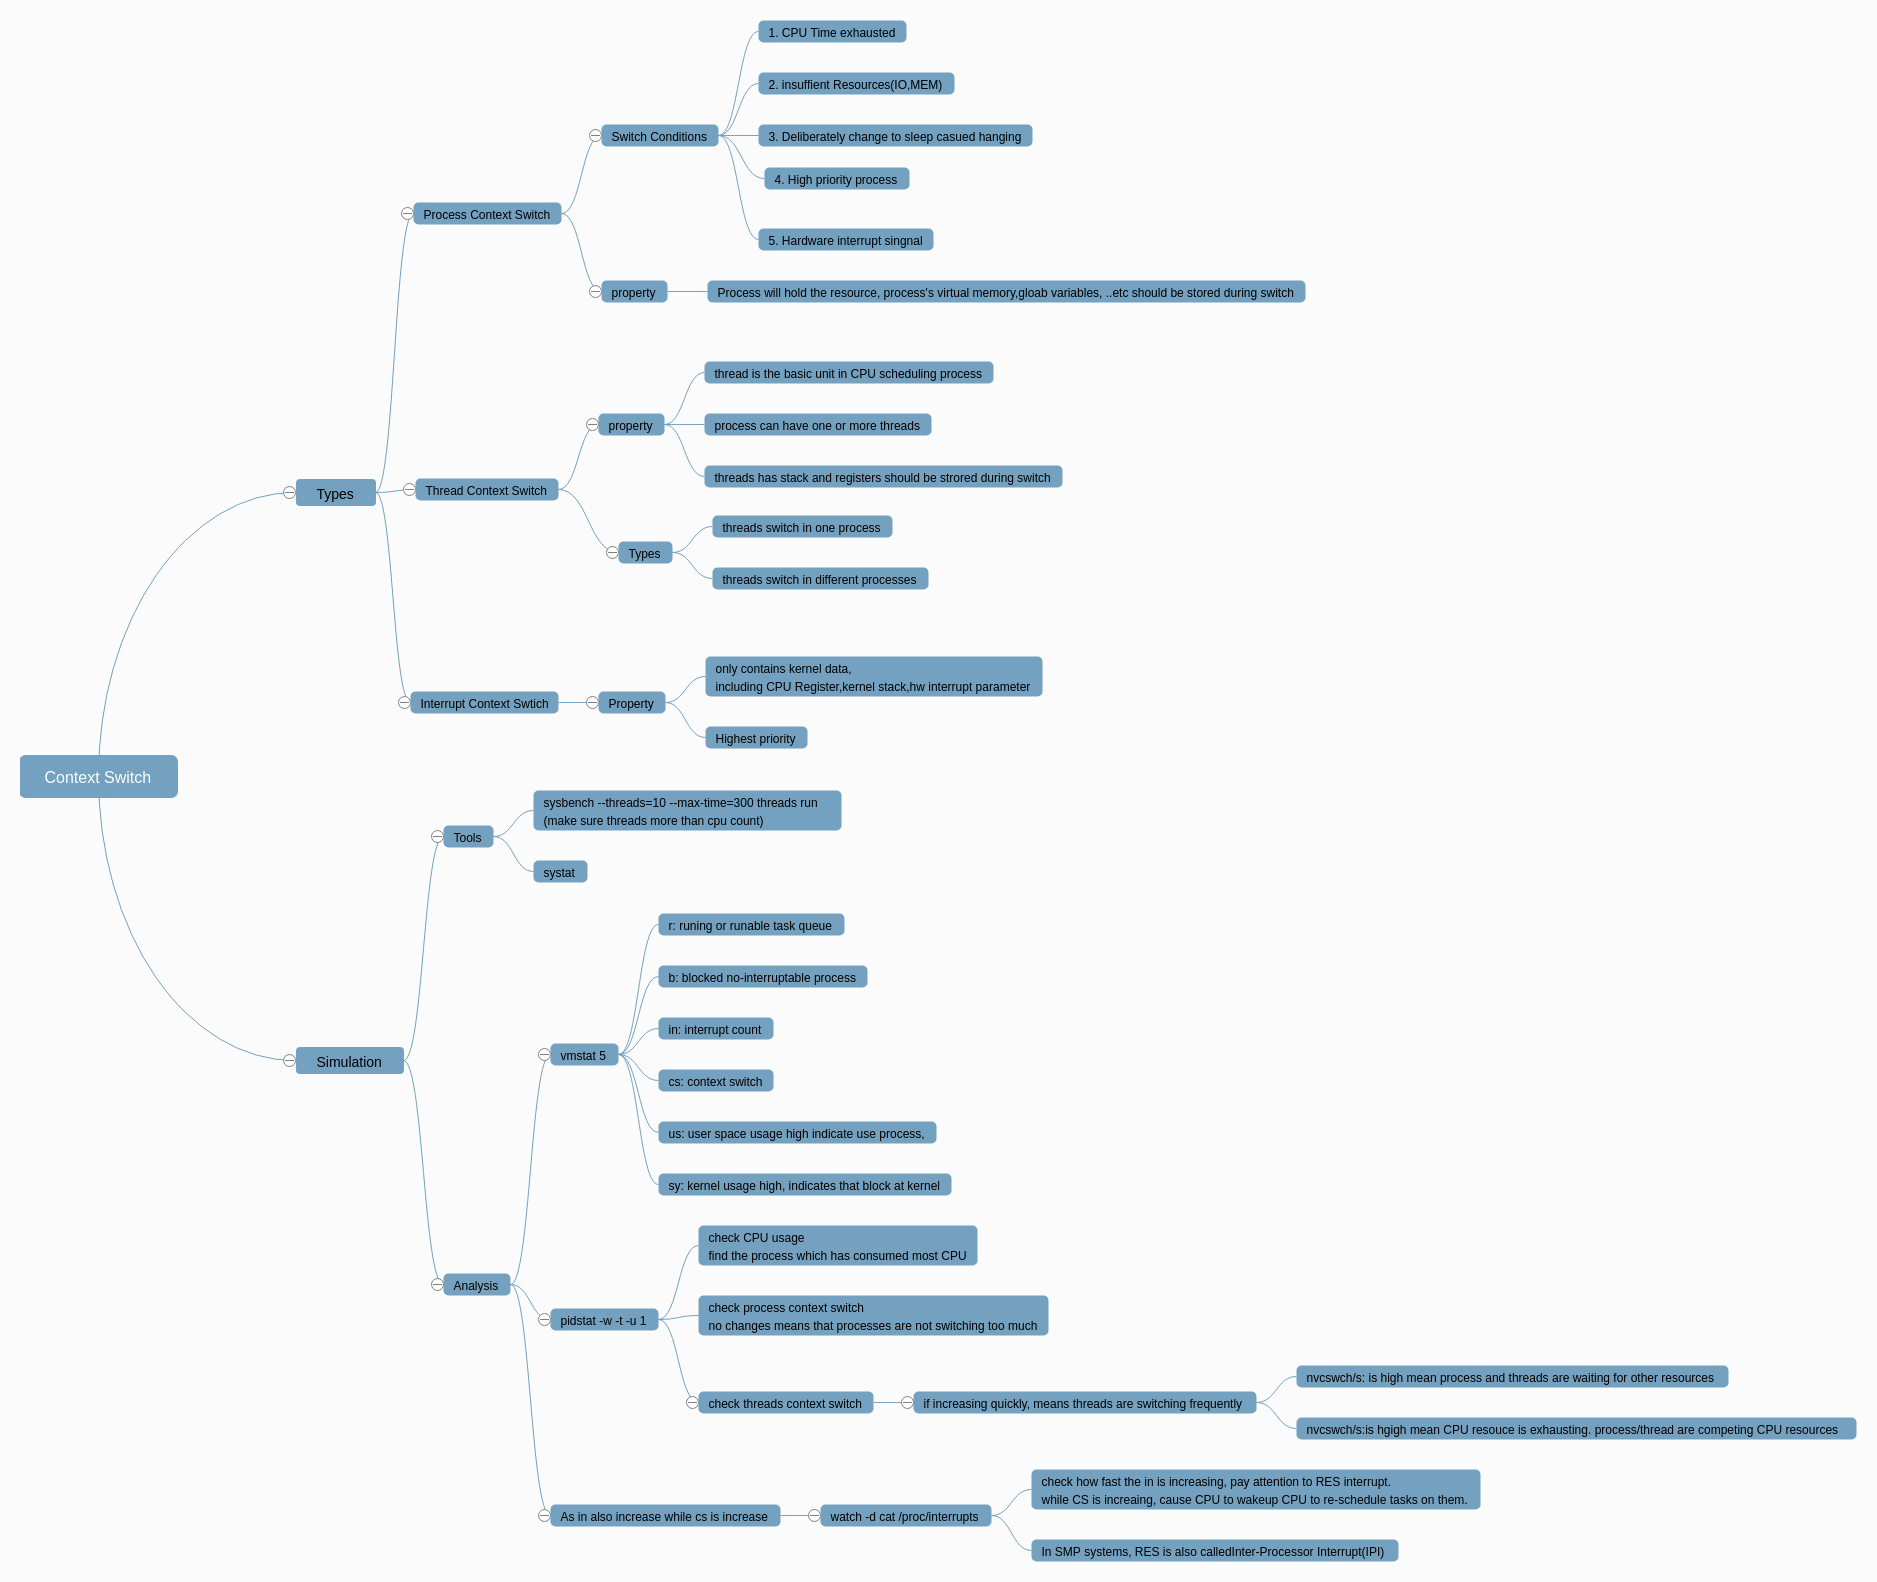 1. CPU Time exhausted
2. insuffient Resources(IO,MEM)
Switch Conditions
3. Deliberately change to sleep casued hanging
4. High priority process
Process Context Switch
5. Hardware interrupt singnal
property
Process will hold the resource, process's virtual memory,gloab variables, ..etc should be stored during switch
thread is the basic unit in CPU scheduling process
property
process can have one or more threads
threads has stack and registers should be strored during switch
Types
Thread Context Switch
threads switch in one process
Types
threads switch in different processes
only contains kernel data,
including CPU Register,kernel stack,hw interrupt parameter
Interrupt Context Swtich
Property
Highest priority
Context Switch
sysbench --threads=10 --max-time=300 threads run
(make sure threads more than cpu count)
Tools
systat
r: runing or runable task queue
b: blocked no-interruptable process
in: interrupt count
vmstat 5
cs: context switch
us: user space usage high indicate use process,
sy: kernel usage high, indicates that block at kernel
Simulation
check CPU usage
find the process which has consumed most CPU
Analysis
pidstat -w -t -u 1
check process context switch
no changes means that processes are not switching too much
check threads context switch
if increasing quickly, means threads are switching frequently
nvcswch/s: is high mean process and threads are waiting for other resources
nvcswch/s:is hgigh mean CPU resouce is exhausting. process/thread are competing CPU resources
As in also increase while cs is increase
watch -d cat /proc/interrupts
check how fast the in is increasing, pay attention to RES interrupt.
while CS is increaing, cause CPU to wakeup CPU to re-schedule tasks on them.
In SMP systems, RES is also calledInter-Processor Interrupt(IPI)